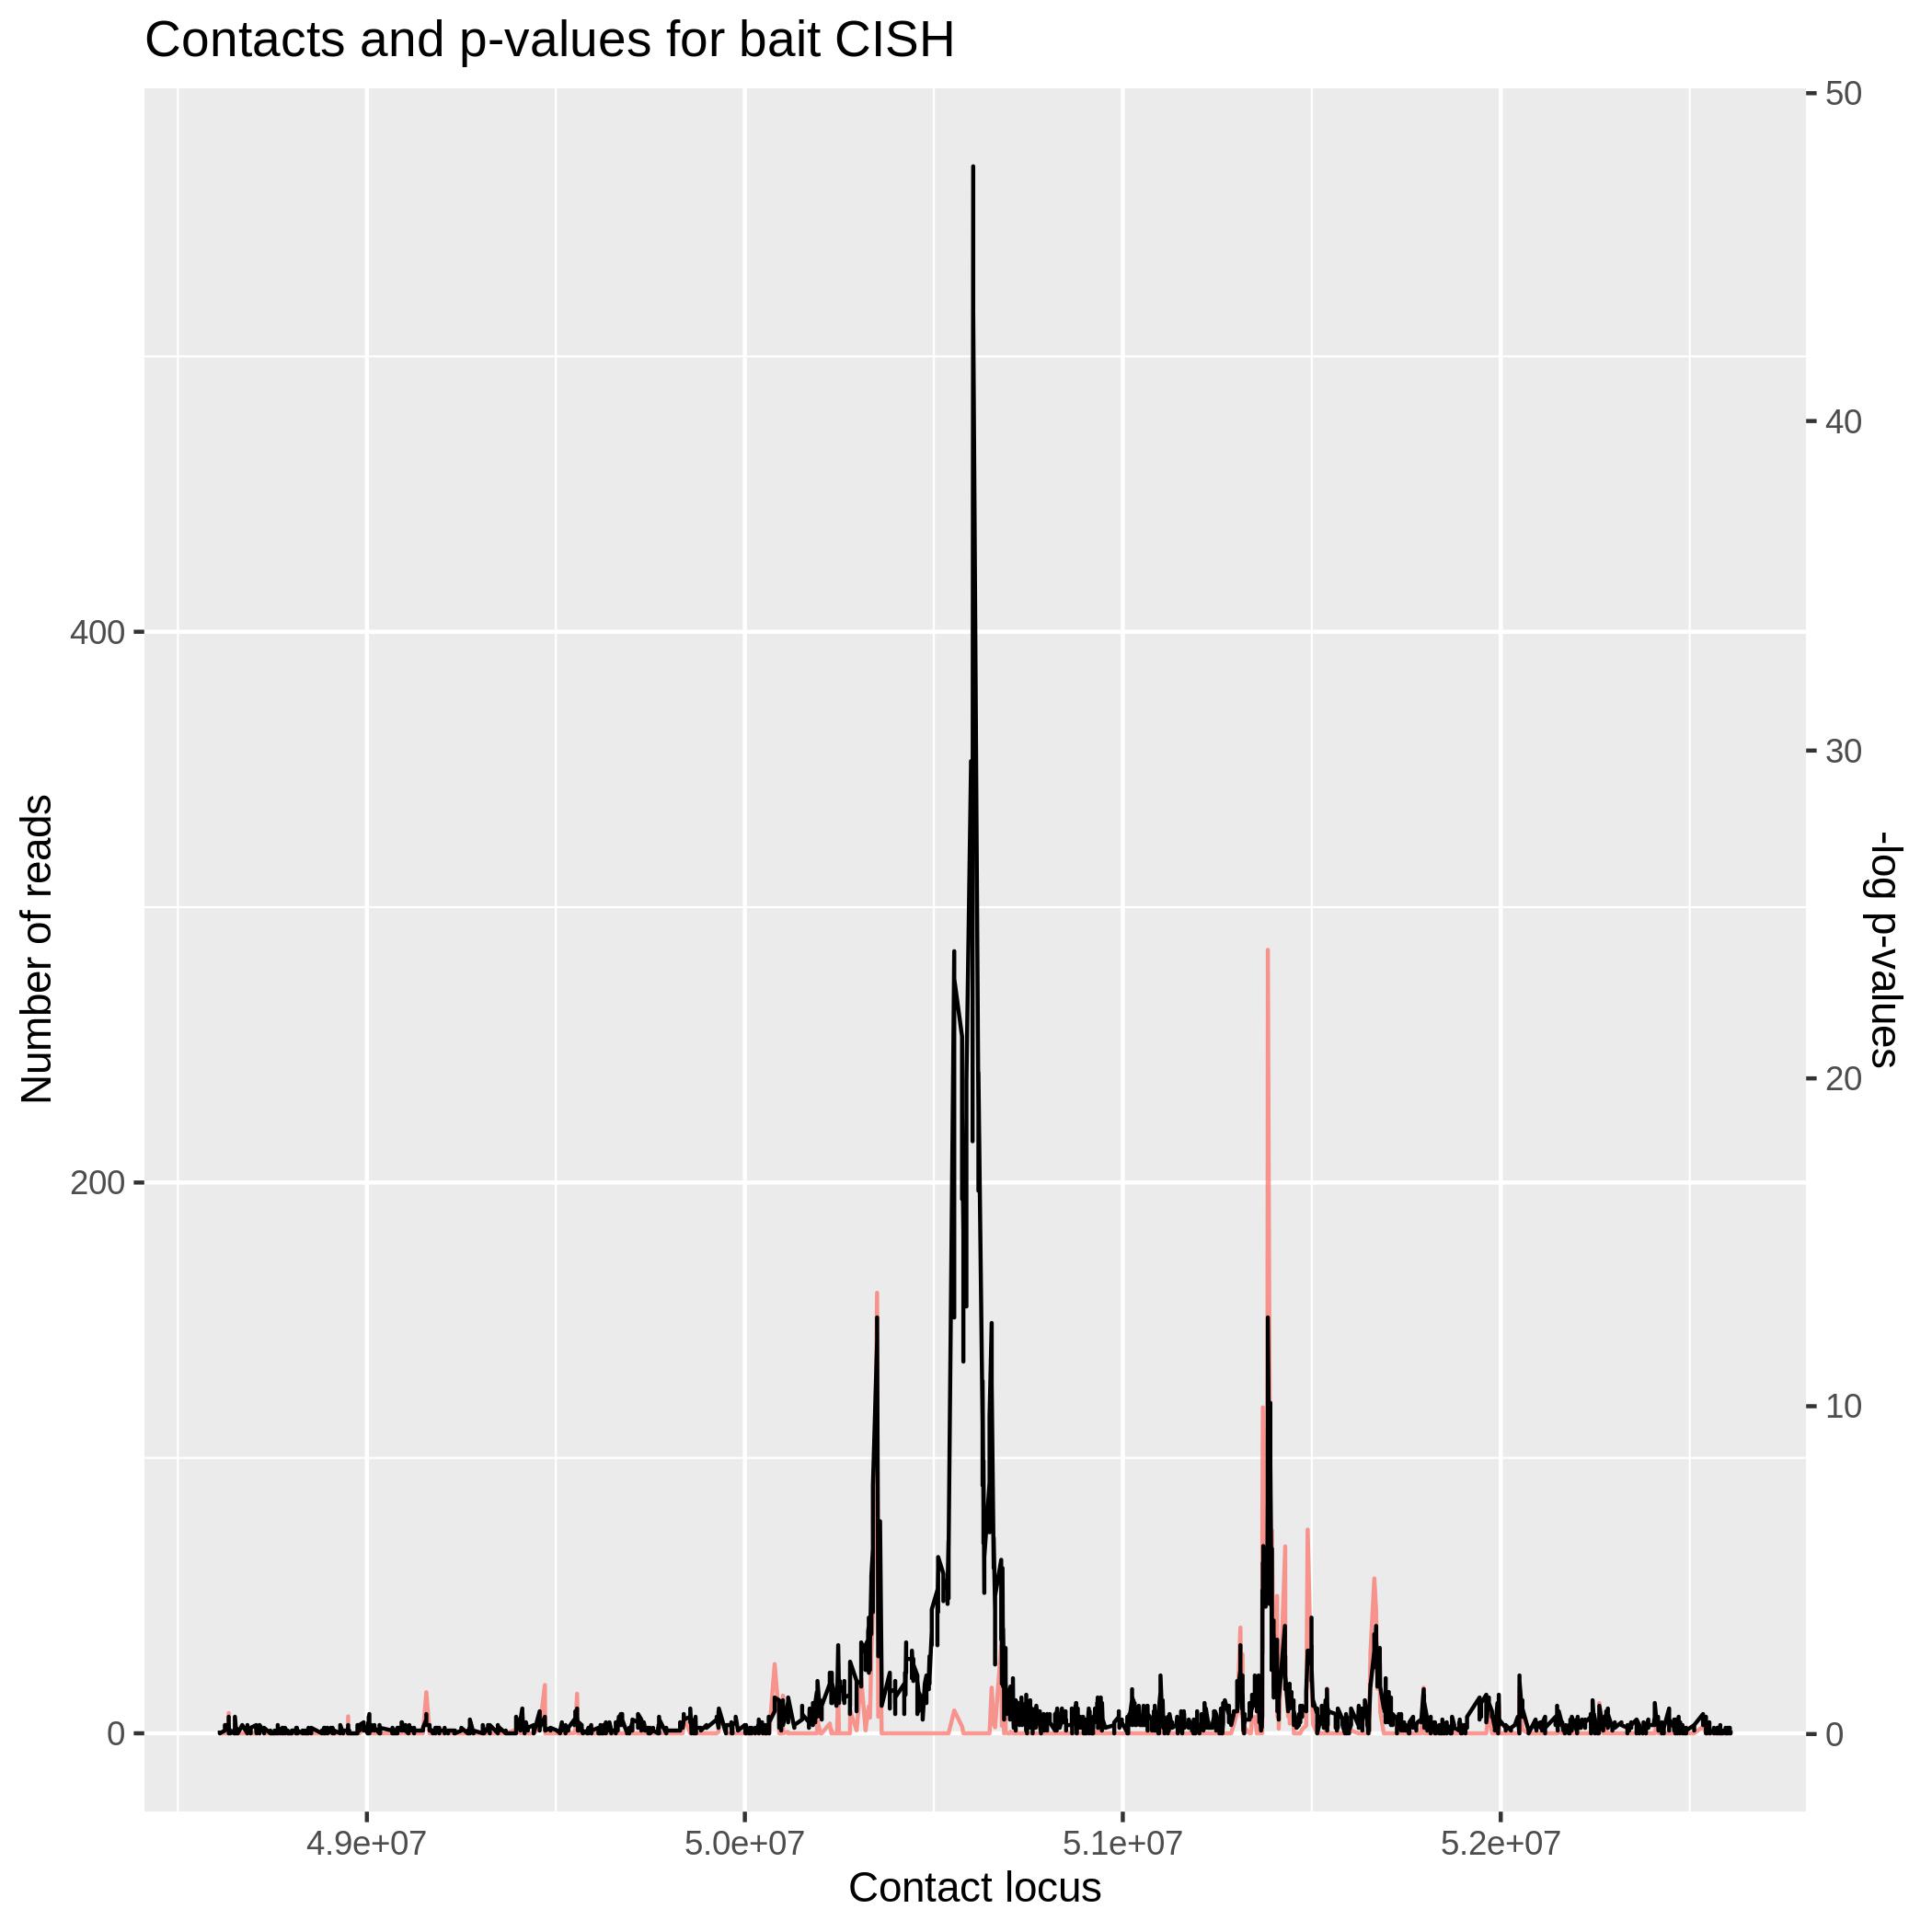 Contacts and p-values for bait CISH
50
40
400
30
Number of reads
-log p-values
20
200
10
0
0
4.9e+07
5.0e+07
5.1e+07
5.2e+07
Contact locus